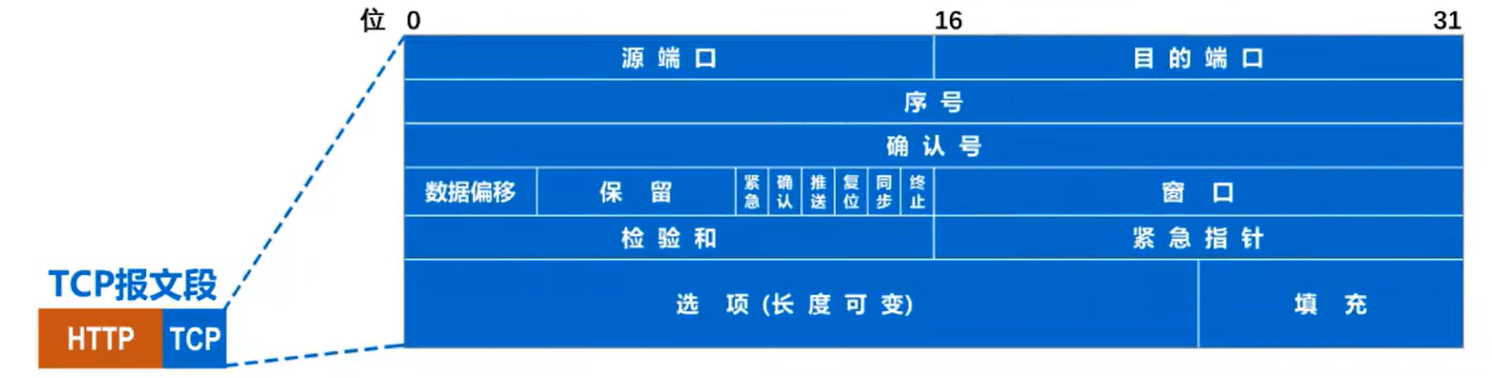 位 0 16 31
源端口 目的端口
序号
确认号
数据偏移 保留 紧急 确认 推送 复位 同步 终止 窗口
检验和 紧急指针
选项(长度可变) 填充
TCP报文段
HTTP TCP